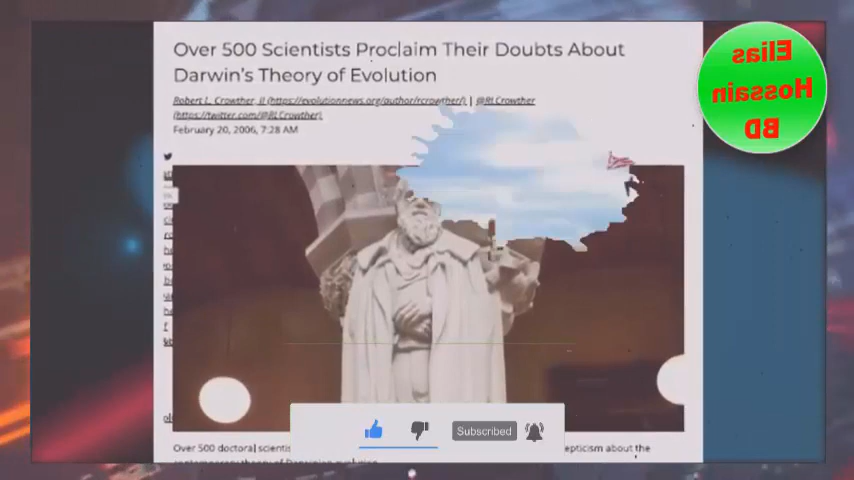 Over 500 Scientists Proclaim Their Doubts About
Darwin's Theory of Evolution
Robert L. Crowther, II (https://evolutionnews.org/author/rcrowther/) | @RLCrowther
(https://twitter.com/@RLCrowther)
February 20, 2006, 7:28 AM
Elias
Hossain
BD
Subscribed
Over 500 doctoral epticism about the